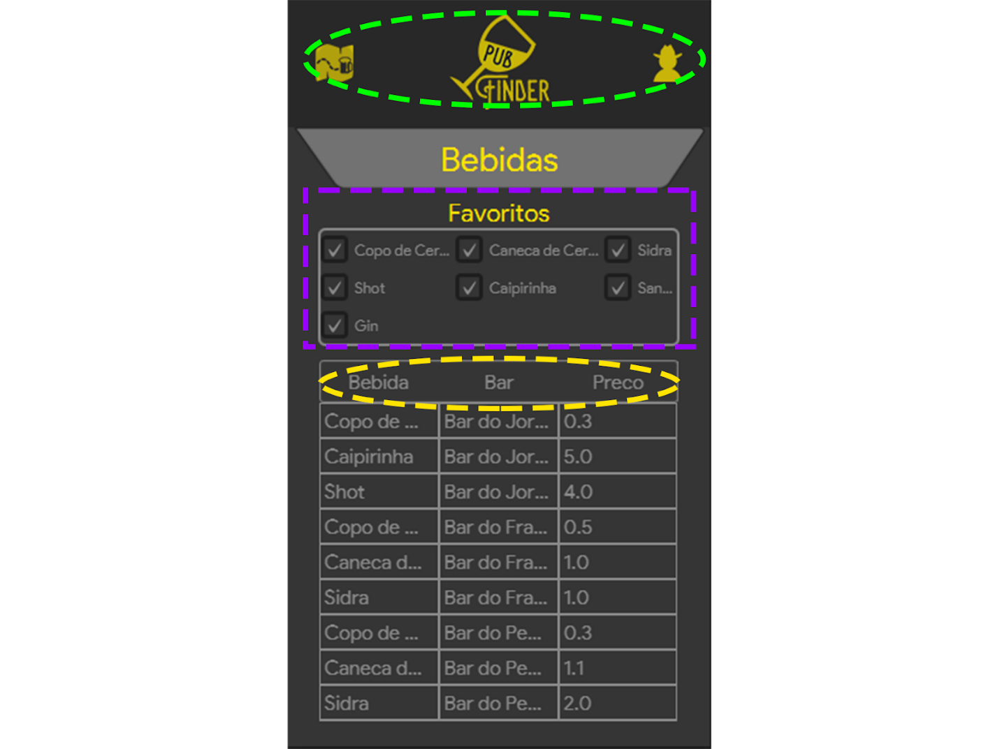 PUB
FINDER
Bebidas
Favoritos
Copo de Cer... Caneca de Cer... Sidra
Shot Caipirinha San...
Gin
Bebida Bar Preco
Copo de ... Bar do Jor... 0.3
Caipirinha Bar do Jor... 5.0
Shot Bar do Jor... 4.0
Copo de ... Bar do Fra... 0.5
Caneca d... Bar do Fra... 1.0
Sidra Bar do Fra... 1.0
Copo de ... Bar do Pe... 0.3
Caneca d... Bar do Pe... 1.1
Sidra Bar do Pe... 2.0